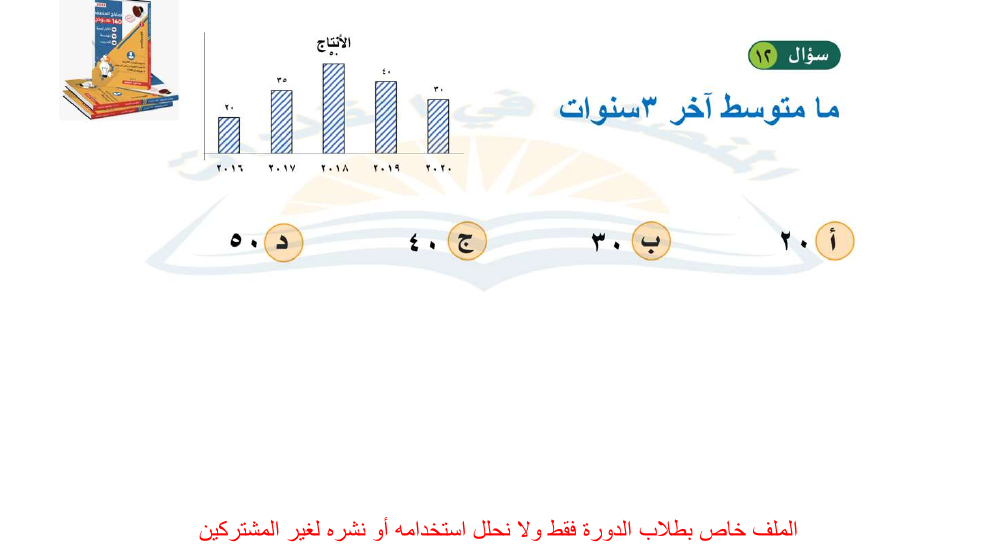 سؤال ١٢
ما متوسط آخر ٣سنوات
الأنتاج
٢٠
٣٥
٥٠
٤٠
٣٠
٢٠١٦ ٢٠١٧ ٢٠١٨ ٢٠١٩ ٢٠٢٠
أ ٢٠ ب ٣٠ ج ٤٠ د ٥٠
الملف خاص بطلاب الدورة فقط ولا نحلل استخدامه أو نشره لغير المشتركين